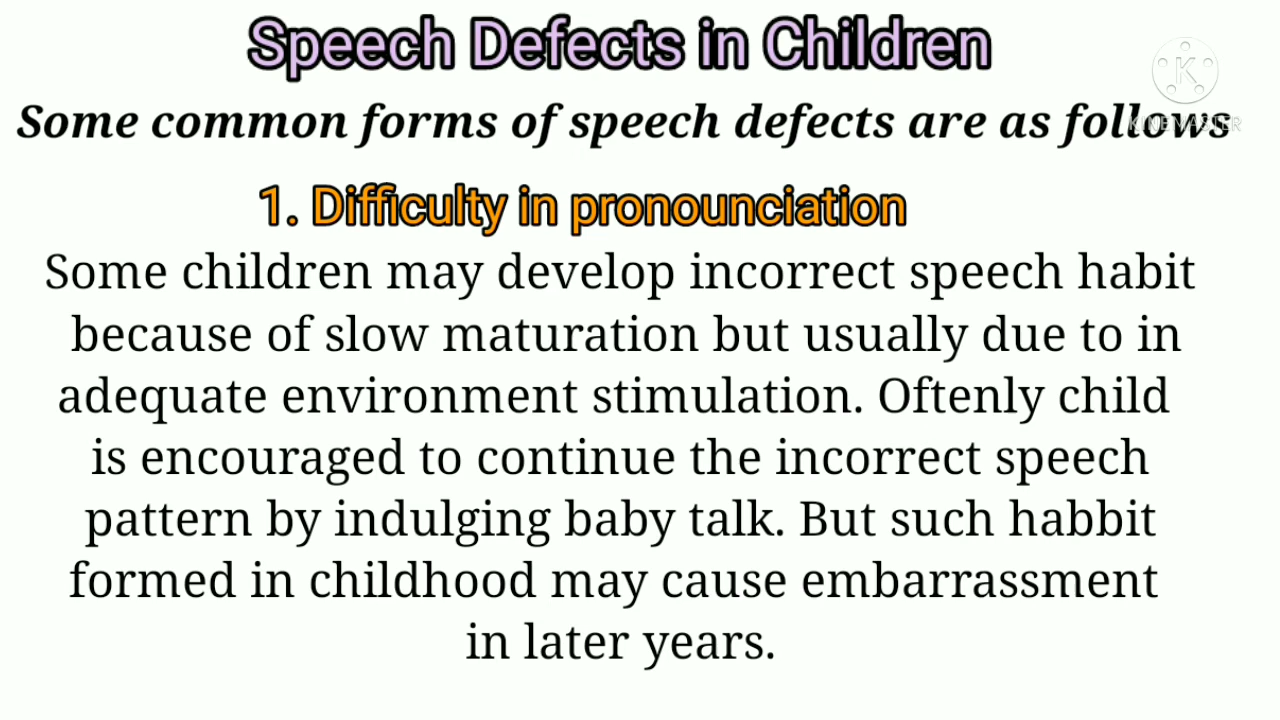 Speech Defects in Children
Some common forms of speech defects are as follows
KINEMASTER
1. Difficulty in pronounciation
Some children may develop incorrect speech habit
because of slow maturation but usually due to in
adequate environment stimulation. Oftenly child
is encouraged to continue the incorrect speech
pattern by indulging baby talk. But such habbit
formed in childhood may cause embarrassment
in later years.